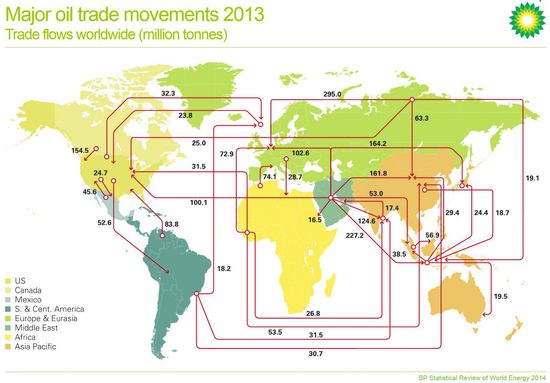 Major oil trade movements 2013
Trade flows worldwide (million tonnes)
bp
32.3
295.0
23.8
63.3
25.0
164.2
154.5
72.9
102.6
31.5
161.8
19.1
24.7
74.1
28.7
53.0
45.6
100.1
17.4
29.4
24.4
18.7
16.5
124.6
52.6
83.8
227.2
56.9
38.5
18.2
19.5
26.8
53.5
31.5
30.7
US
Canada
Mexico
S. & Cent. America
Europe & Eurasia
Middle East
Africa
Asia Pacific
BP Statistical Review of World Energy 2014